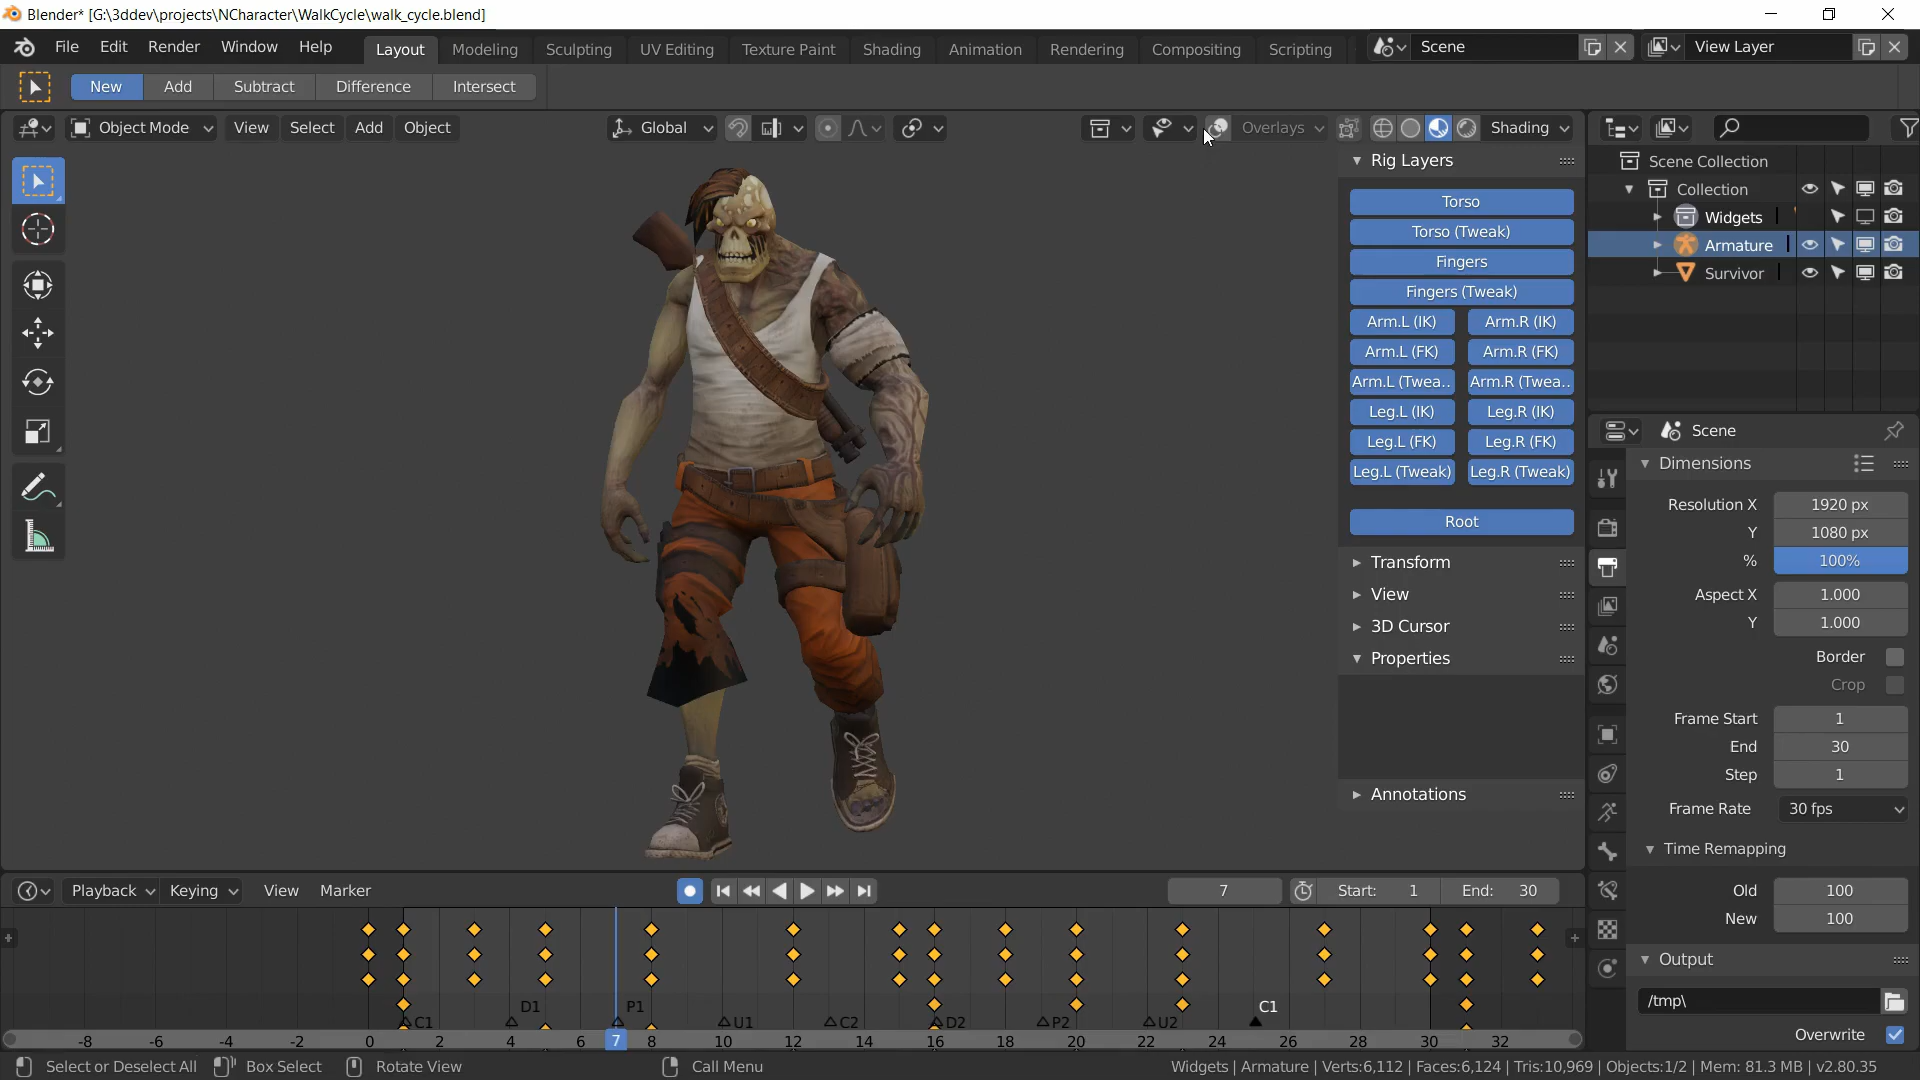 Blender* [G:\3ddev\projects\NCharacter\WalkCycle\walk_cycle.blend]
File Edit Render Window Help Layout Modeling Sculpting UV Editing Texture Paint Shading Animation Rendering Compositing Scripting Scene View Layer
New Add Subtract Difference Intersect
Object Mode View Select Add Object Global Overlays Shading
Rig Layers
Torso
Torso (Tweak)
Fingers
Fingers (Tweak)
Arm.L (IK) Arm.R (IK)
Arm.L (FK) Arm.R (FK)
Arm.L (Twea.. Arm.R (Twea..
Leg.L (IK) Leg.R (IK)
Leg.L (FK) Leg.R (FK)
Leg.L (Tweak) Leg.R (Tweak)
Root
Transform
View
3D Cursor
Properties
Annotations
Scene Collection
Collection
Widgets
Armature
Survivor
Scene
Dimensions
Resolution X 1920 px
Y 1080 px
% 100%
Aspect X 1.000
Y 1.000
Border
Crop
Frame Start 1
End 30
Step 1
Frame Rate 30 fps
Time Remapping
Old 100
New 100
Output
/tmp\
Overwrite
Playback Keying View Marker 7 Start: 1 End: 30
D1 P1 C1
C1 U1 C2 D2 P2 U2
-8 -6 -4 -2 0 2 4 6 7 8 10 12 14 16 18 20 22 24 26 28 30 32
Select or Deselect All Box Select Rotate View Call Menu Widgets | Armature | Verts:6,112 | Faces:6,124 | Tris:10,969 | Objects:1/2 | Mem: 81.3 MB | v2.80.35